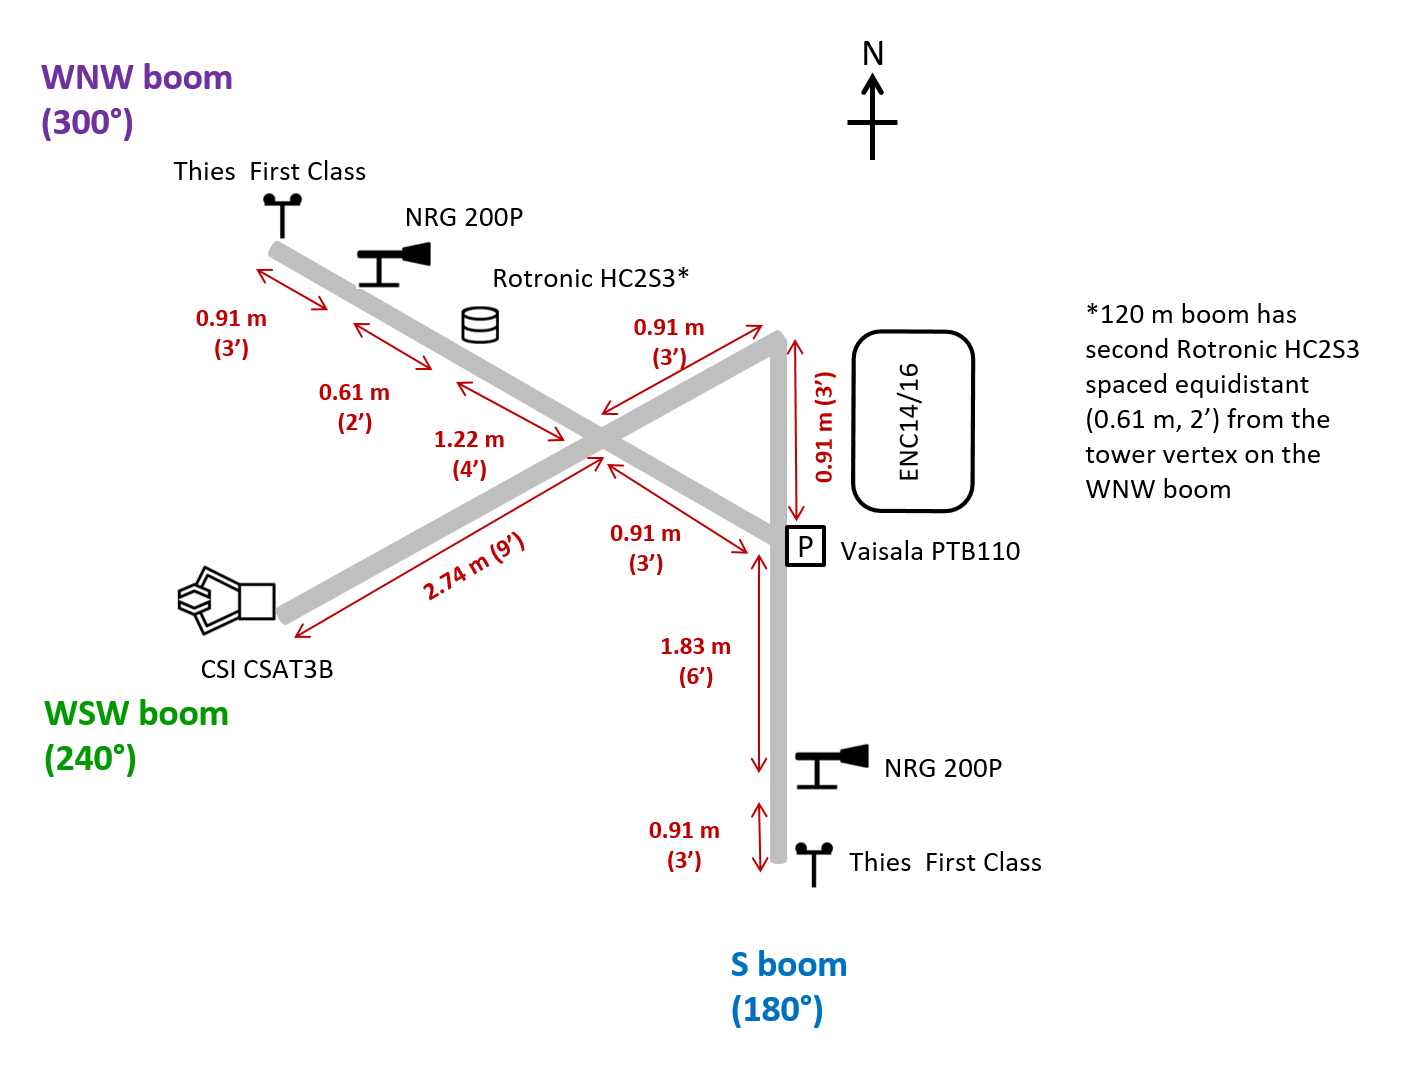 N
WNW boom
(300°)
Thies  First Class
NRG 200P
Rotronic HC2S3*
0.91 m
(3’)
0.61 m
(2’)
1.22 m
(4’)
0.91 m
(3’)
0.91 m (3’)
ENC14/16
*120 m boom has
second Rotronic HC2S3
spaced equidistant
(0.61 m, 2’) from the
tower vertex on the
WNW boom
2.74 m (9’)
0.91 m
(3’)
P
Vaisala PTB110
CSI CSAT3B
WSW boom
(240°)
1.83 m
(6’)
NRG 200P
0.91 m
(3’)
Thies  First Class
S boom
(180°)